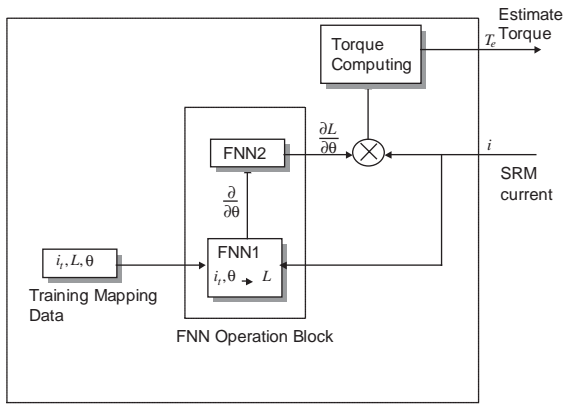 Estimate
Torque
Tₑ
Torque
Computing
∂L
∂θ
FNN2
i
SRM
current
∂
∂θ
FNN1
iₜ,θ → L
iₜ, L, θ
Training Mapping
Data
FNN Operation Block